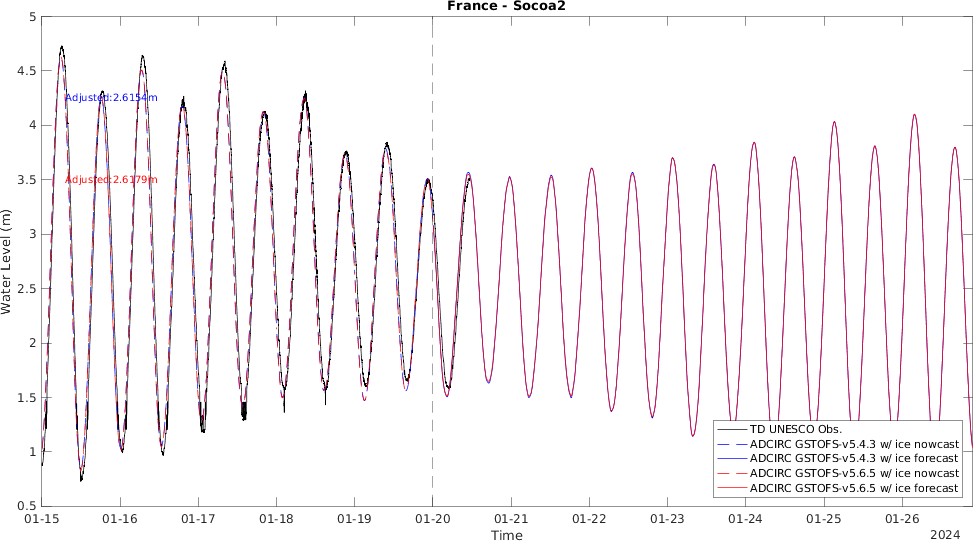 France - Socoa2
Water Level (m)
5
4.5
4
3.5
3
2.5
2
1.5
1
0.5
Adjusted:2.6154m
Adjusted:2.6179m
TD UNESCO Obs.
ADCIRC GSTOFS-v5.4.3 w/ ice nowcast
ADCIRC GSTOFS-v5.4.3 w/ ice forecast
ADCIRC GSTOFS-v5.6.5 w/ ice nowcast
ADCIRC GSTOFS-v5.6.5 w/ ice forecast
01-15 01-16 01-17 01-18 01-19 01-20 01-21 01-22 01-23 01-24 01-25 01-26
Time
2024